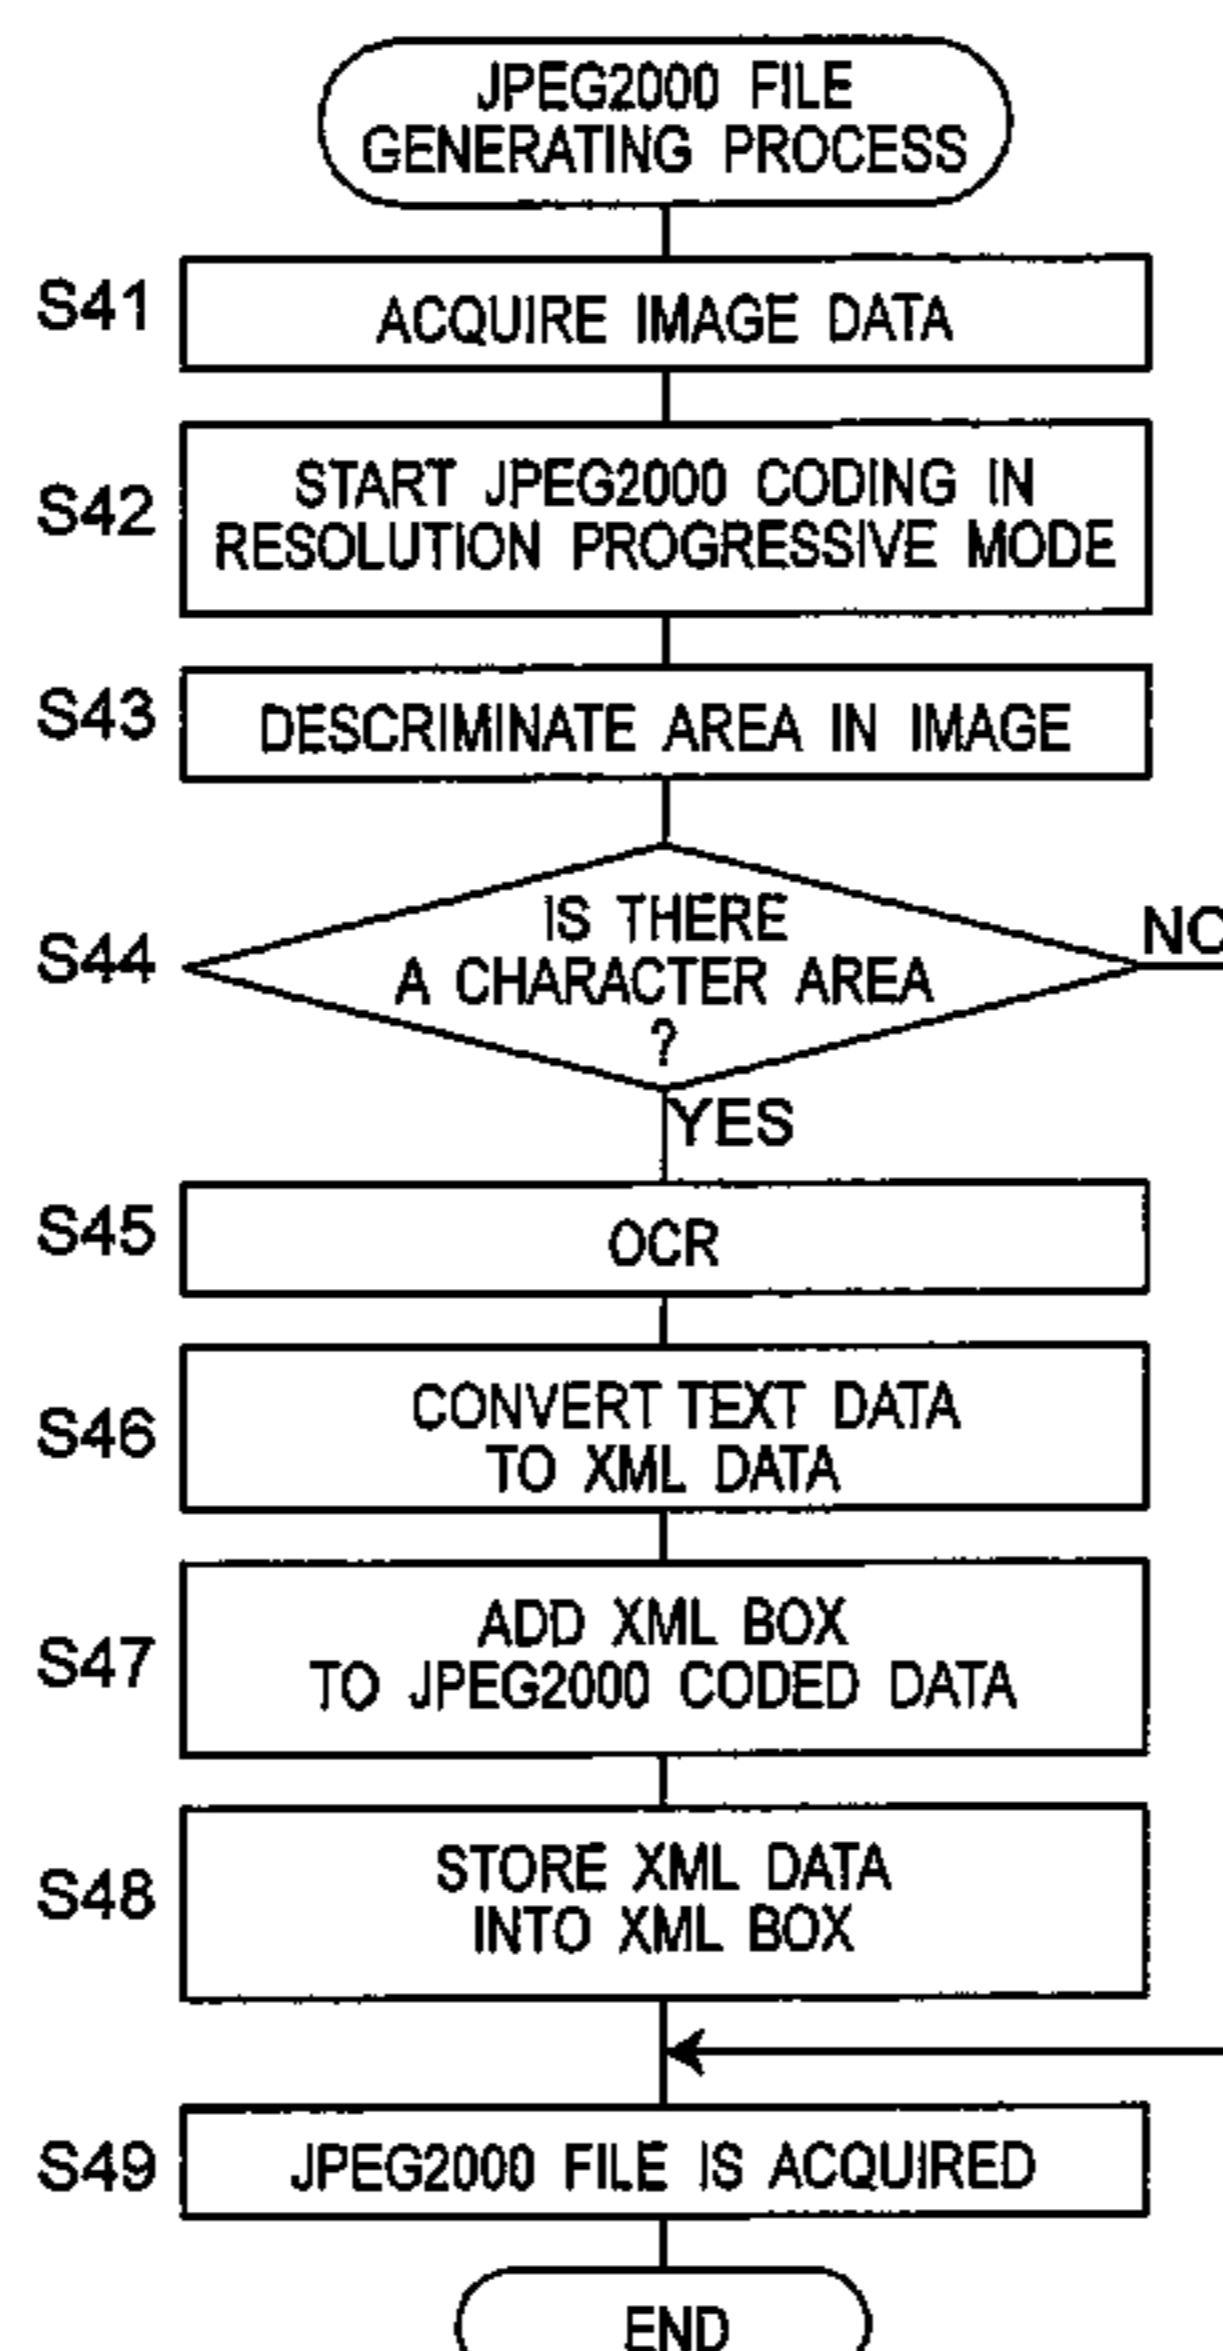 JPEG2000 FILE
GENERATING PROCESS
S41
ACQUIRE IMAGE DATA
S42
START JPEG2000 CODING IN
RESOLUTION PROGRESSIVE MODE
S43
DESCRIMINATE AREA IN IMAGE
S44
IS THERE
A CHARACTER AREA
?
NO
YES
S45
OCR
S46
CONVERT TEXT DATA
TO XML DATA
S47
ADD XML BOX
TO JPEG2000 CODED DATA
S48
STORE XML DATA
INTO XML BOX
S49
JPEG2000 FILE IS ACQUIRED
END